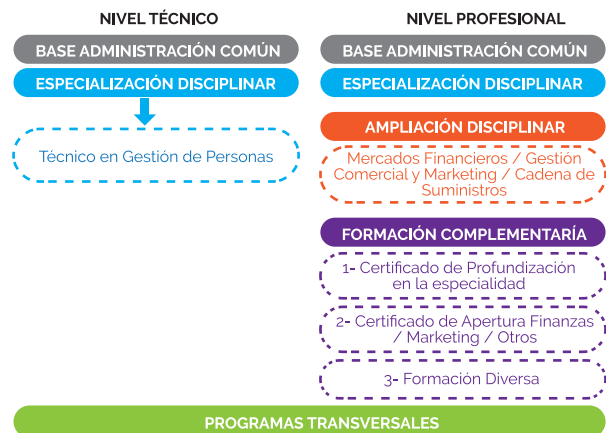 NIVEL TÉCNICO
BASE ADMINISTRACIÓN COMÚN
ESPECIALIZACIÓN DISCIPLINAR
Técnico en Gestión de Personas
NIVEL PROFESIONAL
BASE ADMINISTRACIÓN COMÚN
ESPECIALIZACIÓN DISCIPLINAR
AMPLIACIÓN DISCIPLINAR
Mercados Financieros / Gestión
Comercial y Marketing / Cadena de
Suministros
FORMACIÓN COMPLEMENTARÍA
1- Certificado de Profundización
en la especialidad
2- Certificado de Apertura Finanzas
/ Marketing / Otros
3- Formación Diversa
PROGRAMAS TRANSVERSALES